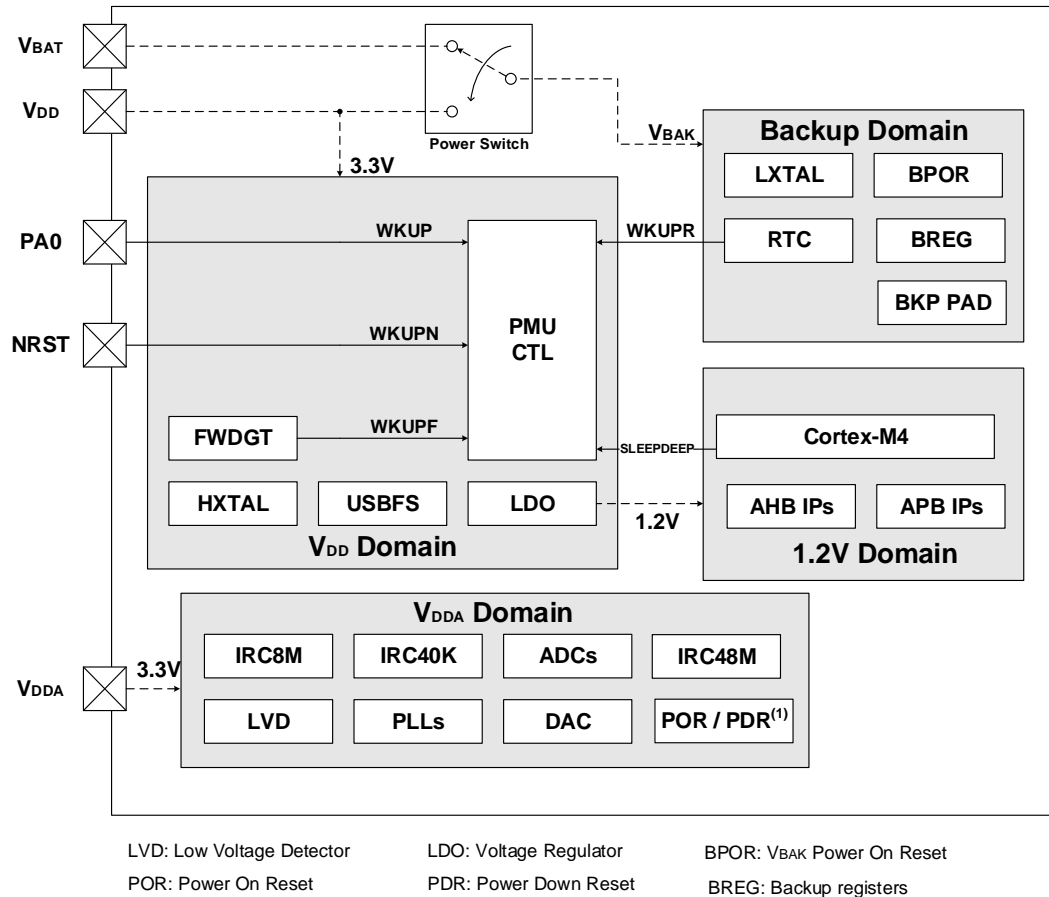 VBAT
VDD
Power Switch
3.3V
VBAK
Backup Domain
LXTAL
BPOR
RTC
BREG
BKP PAD
PA0
WKUP
WKUPR
NRST
WKUPN
PMU
CTL
FWDGT
WKUPF
SLEEPDEEP
Cortex-M4
HXTAL
USBFS
LDO
1.2V
AHB IPs
APB IPs
VDD Domain
1.2V Domain
VDDA Domain
VDDA
3.3V
IRC8M
IRC40K
ADCs
IRC48M
LVD
PLLs
DAC
POR / PDR(1)
LVD: Low Voltage Detector
LDO: Voltage Regulator
BPOR: VBAK Power On Reset
POR: Power On Reset
PDR: Power Down Reset
BREG: Backup registers